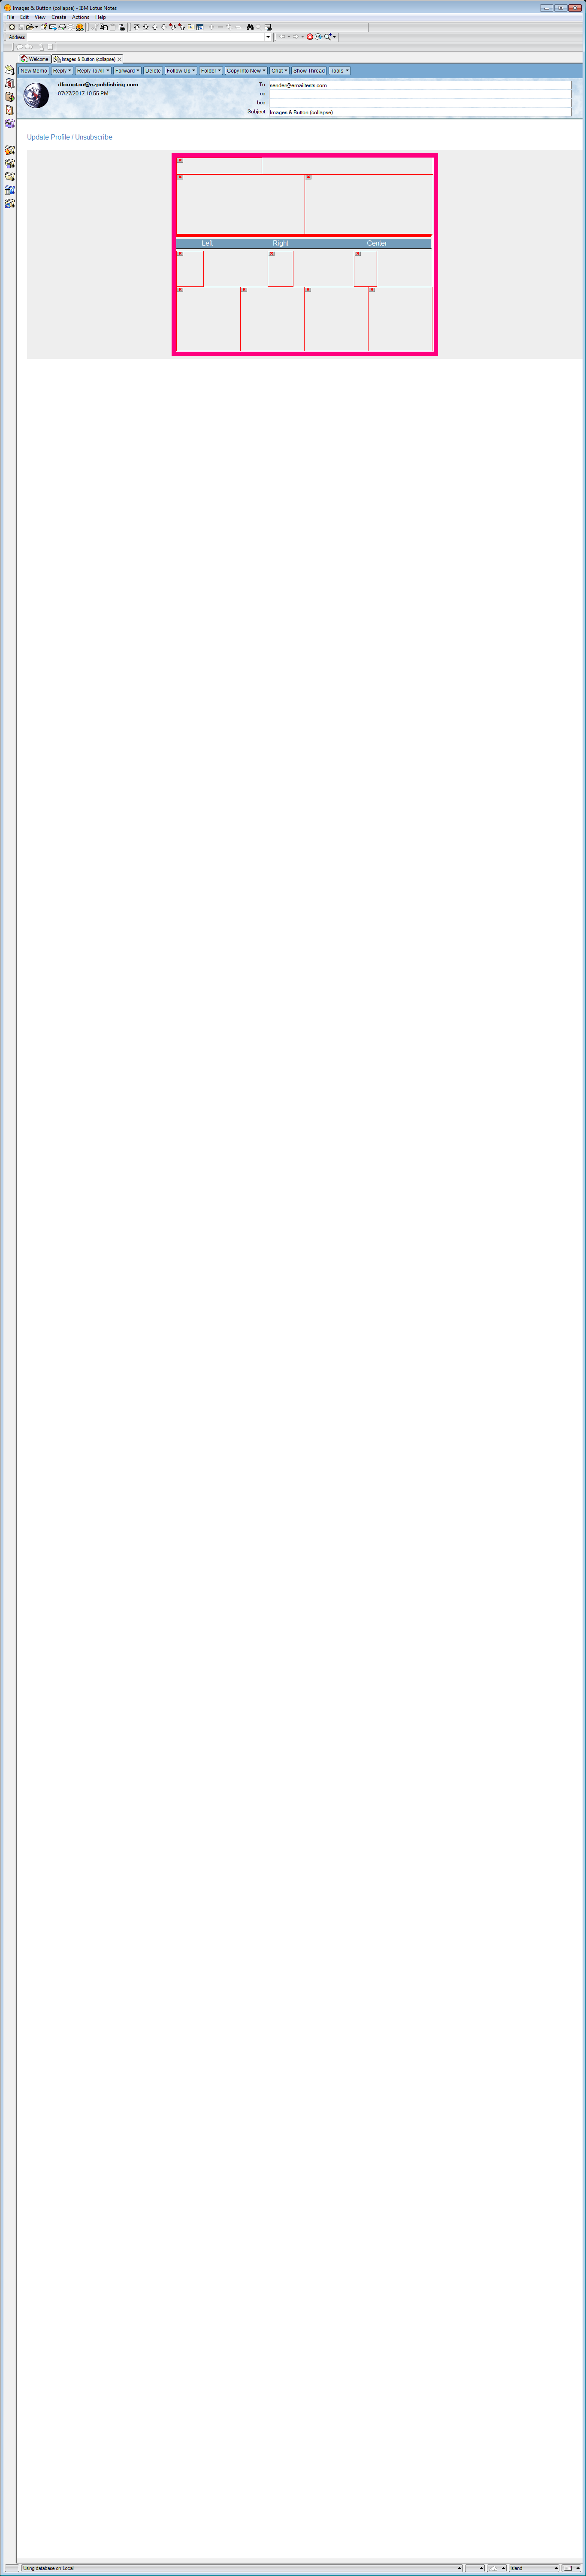 Images & Button (collapse) - IBM Lotus Notes
File Edit View Create Actions Help
Address
Welcome Images & Button (collapse)
New Memo Reply Reply To All Forward Delete Follow Up Folder Copy Into New Chat Show Thread Tools
dforootan@ezpublishing.com To sender@emailtests.com
07/27/2017 10:55 PM cc
bcc
Subject Images & Button (collapse)
Update Profile / Unsubscribe
Left Right Center
Using database on Local Island